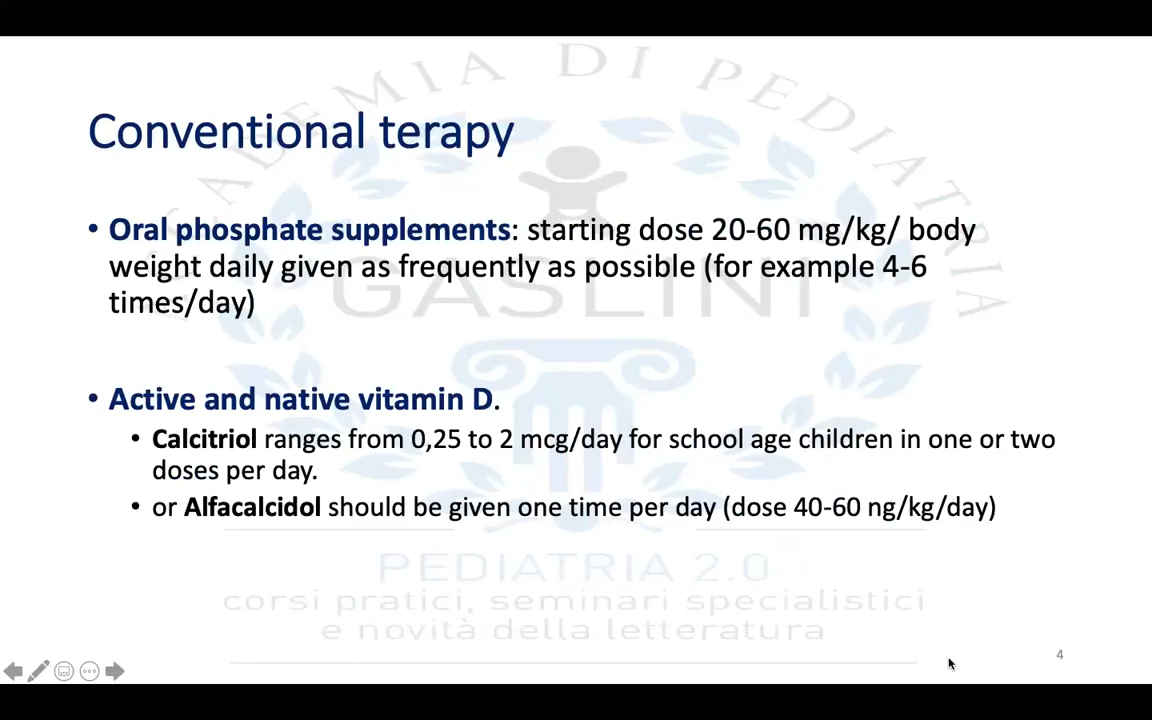 ACCADEMIA DI PEDIATRIA
Conventional terapy
• Oral phosphate supplements: starting dose 20-60 mg/kg/ body
weight daily given as frequently as possible (for example 4-6
times/day)
GASLINI
• Active and native vitamin D.
• Calcitriol ranges from 0,25 to 2 mcg/day for school age children in one or two
doses per day.
• or Alfacalcidol should be given one time per day (dose 40-60 ng/kg/day)
PEDIATRIA 2.0
corsi pratici, seminari specialistici
e novità della letteratura
4